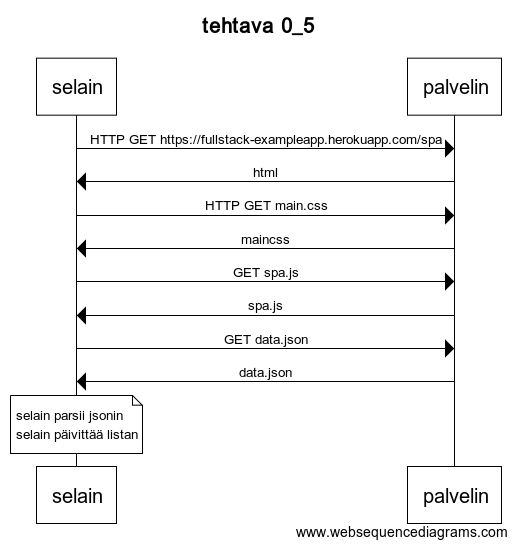 tehtava 0_5
selain
palvelin
HTTP GET https://fullstack-exampleapp.herokuapp.com/spa
html
HTTP GET main.css
maincss
GET spa.js
spa.js
GET data.json
data.json
selain parsii jsonin
selain päivittää listan
selain
palvelin
www.websequencediagrams.com